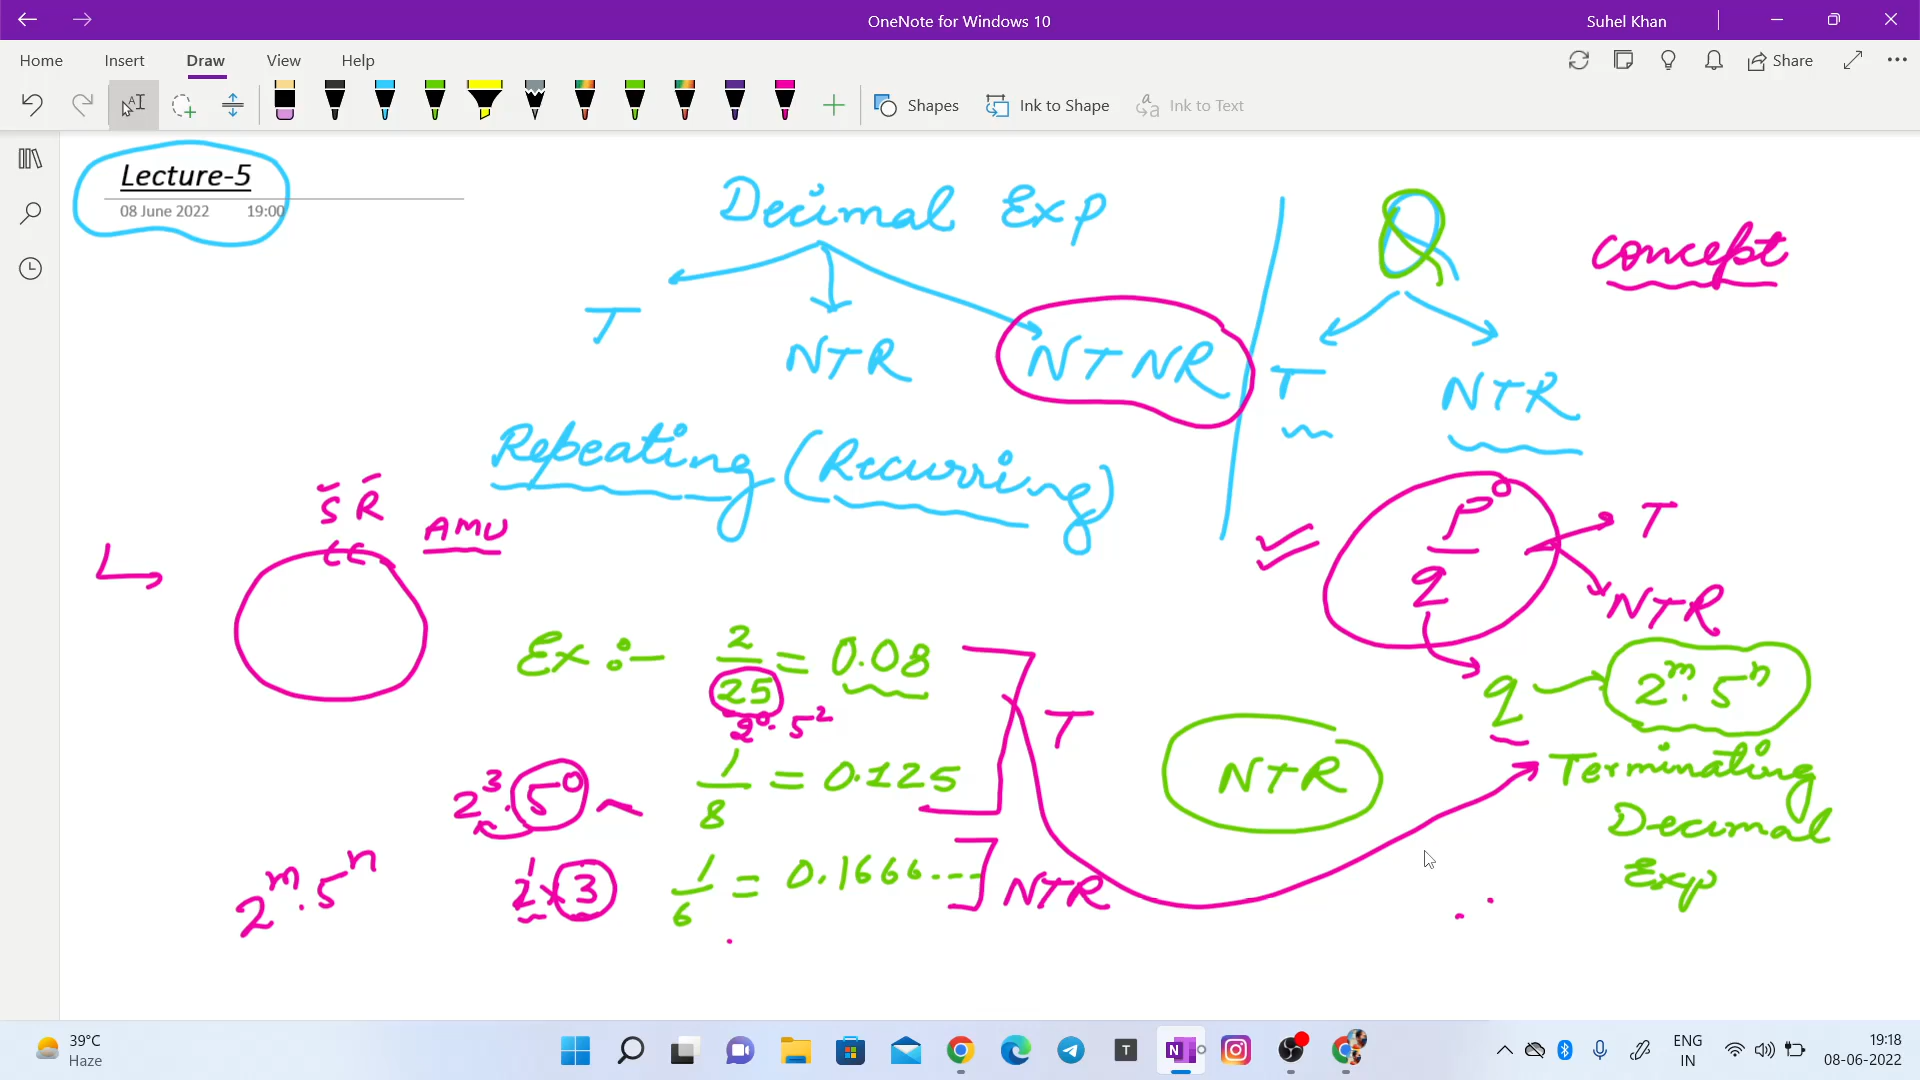 OneNote for Windows 10
Suhel Khan
Home Insert Draw View Help
Share
Shapes Ink to Shape Ink to Text
Lecture-5
08 June 2022 19:00
Decimal Exp
Q
concept
T NTR NTNR
T NTR
Repeating (Recurring)
S R
AMU
p
q
T
NTR
Ex :- 2/25 = 0.08
2⁰. 5²
T
q 2ᵐ. 5ⁿ
Terminating
Decimal
Exp
2³. 5⁰
1/8 = 0.125
NTR
2ᵐ. 5ⁿ
2¹ × 3
1/6 = 0.1666---
NTR
39°C
Haze
ENG
IN
19:18
08-06-2022